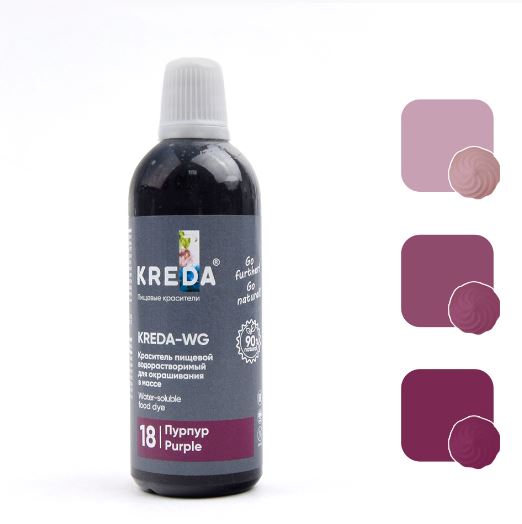 KREDA®
Пищевые красители
Go
further!
Go
natural!
KREDA-WG
90
Краситель пищевой
водорастворимый
для окрашивания
в массе
Water-soluble
food dye
18 | Пурпур
Purple